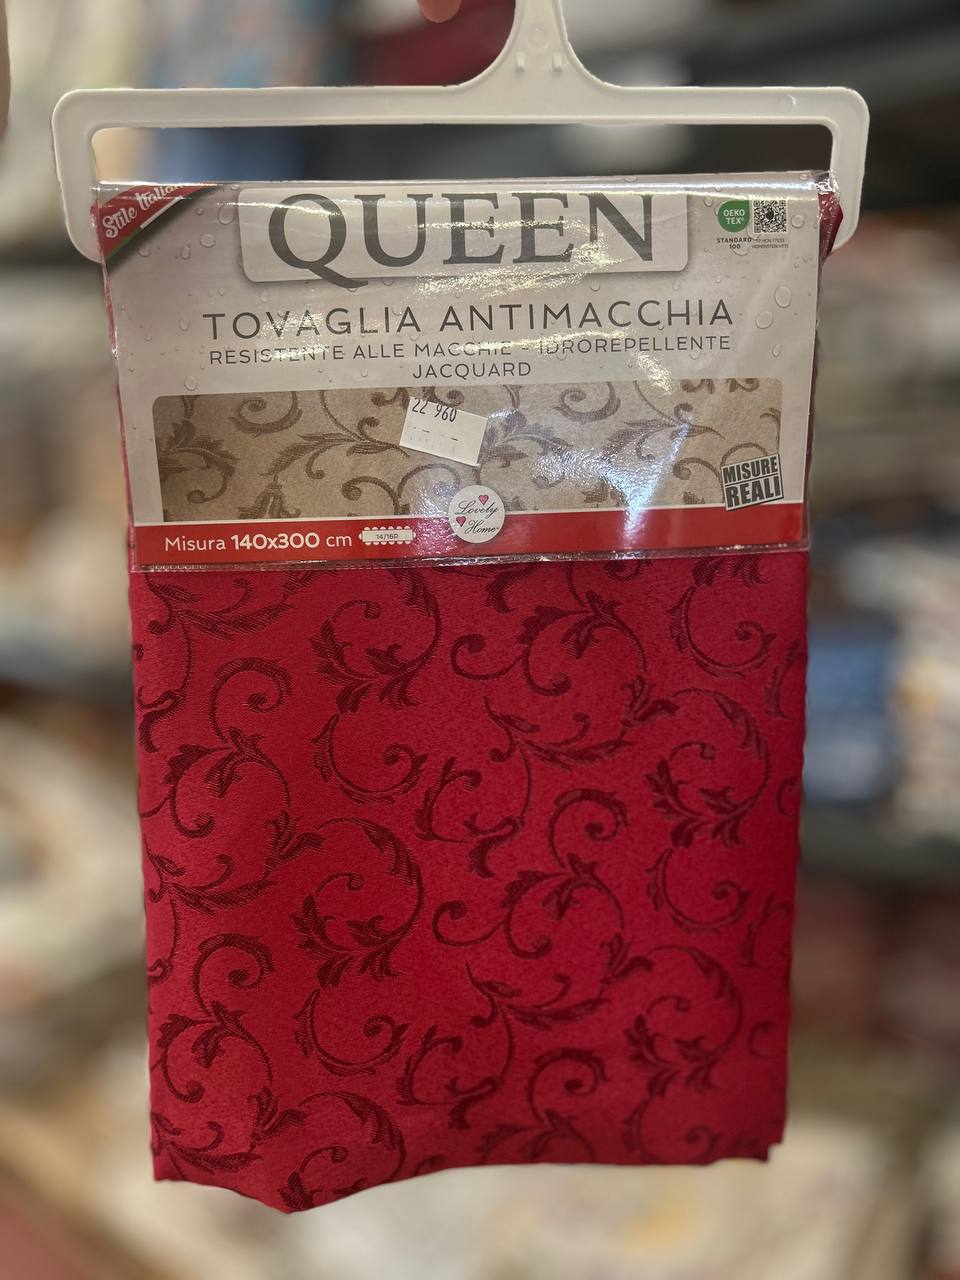 Stile Italiano
QUEEN
OEKO
TEX®
STANDARD
100
TOVAGLIA ANTIMACCHIA
RESISTENTE ALLE MACCHIE - IDROREPELLENTE
JACQUARD
22 960
MISURE
REALI
Lovely
Home
Misura 140x300 cm
14/16P